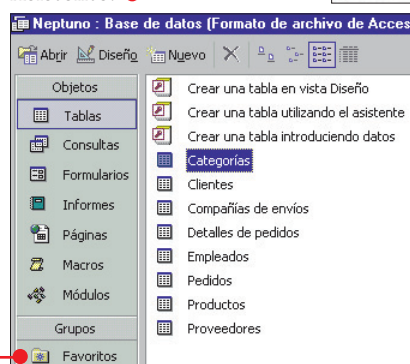 Neptuno : Base de datos (Formato de archivo de Acces
Abrir Diseño Nuevo
Objetos
Tablas
Consultas
Formularios
Informes
Páginas
Macros
Módulos
Grupos
Favoritos
Crear una tabla en vista Diseño
Crear una tabla utilizando el asistente
Crear una tabla introduciendo datos
Categorías
Clientes
Compañías de envíos
Detalles de pedidos
Empleados
Pedidos
Productos
Proveedores